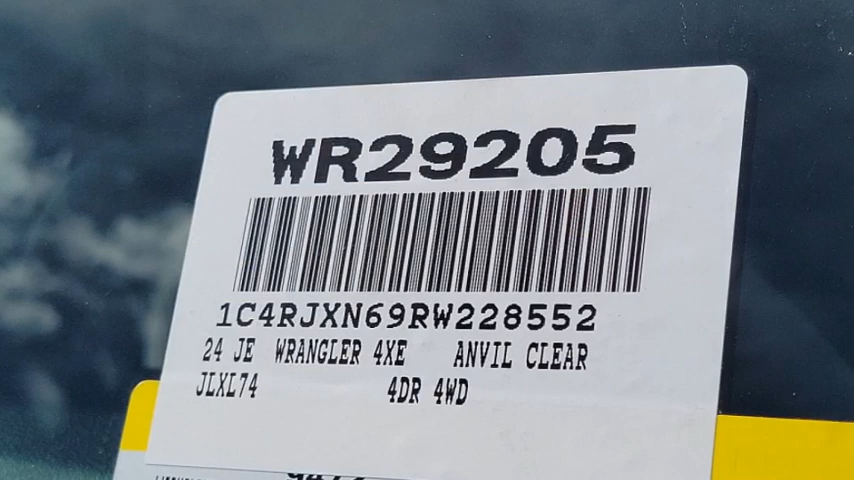 WR29205
1C4RJXN69RW228552
24 JE WRANGLER 4XE ANVIL CLEAR
JLXL74 4DR 4WD